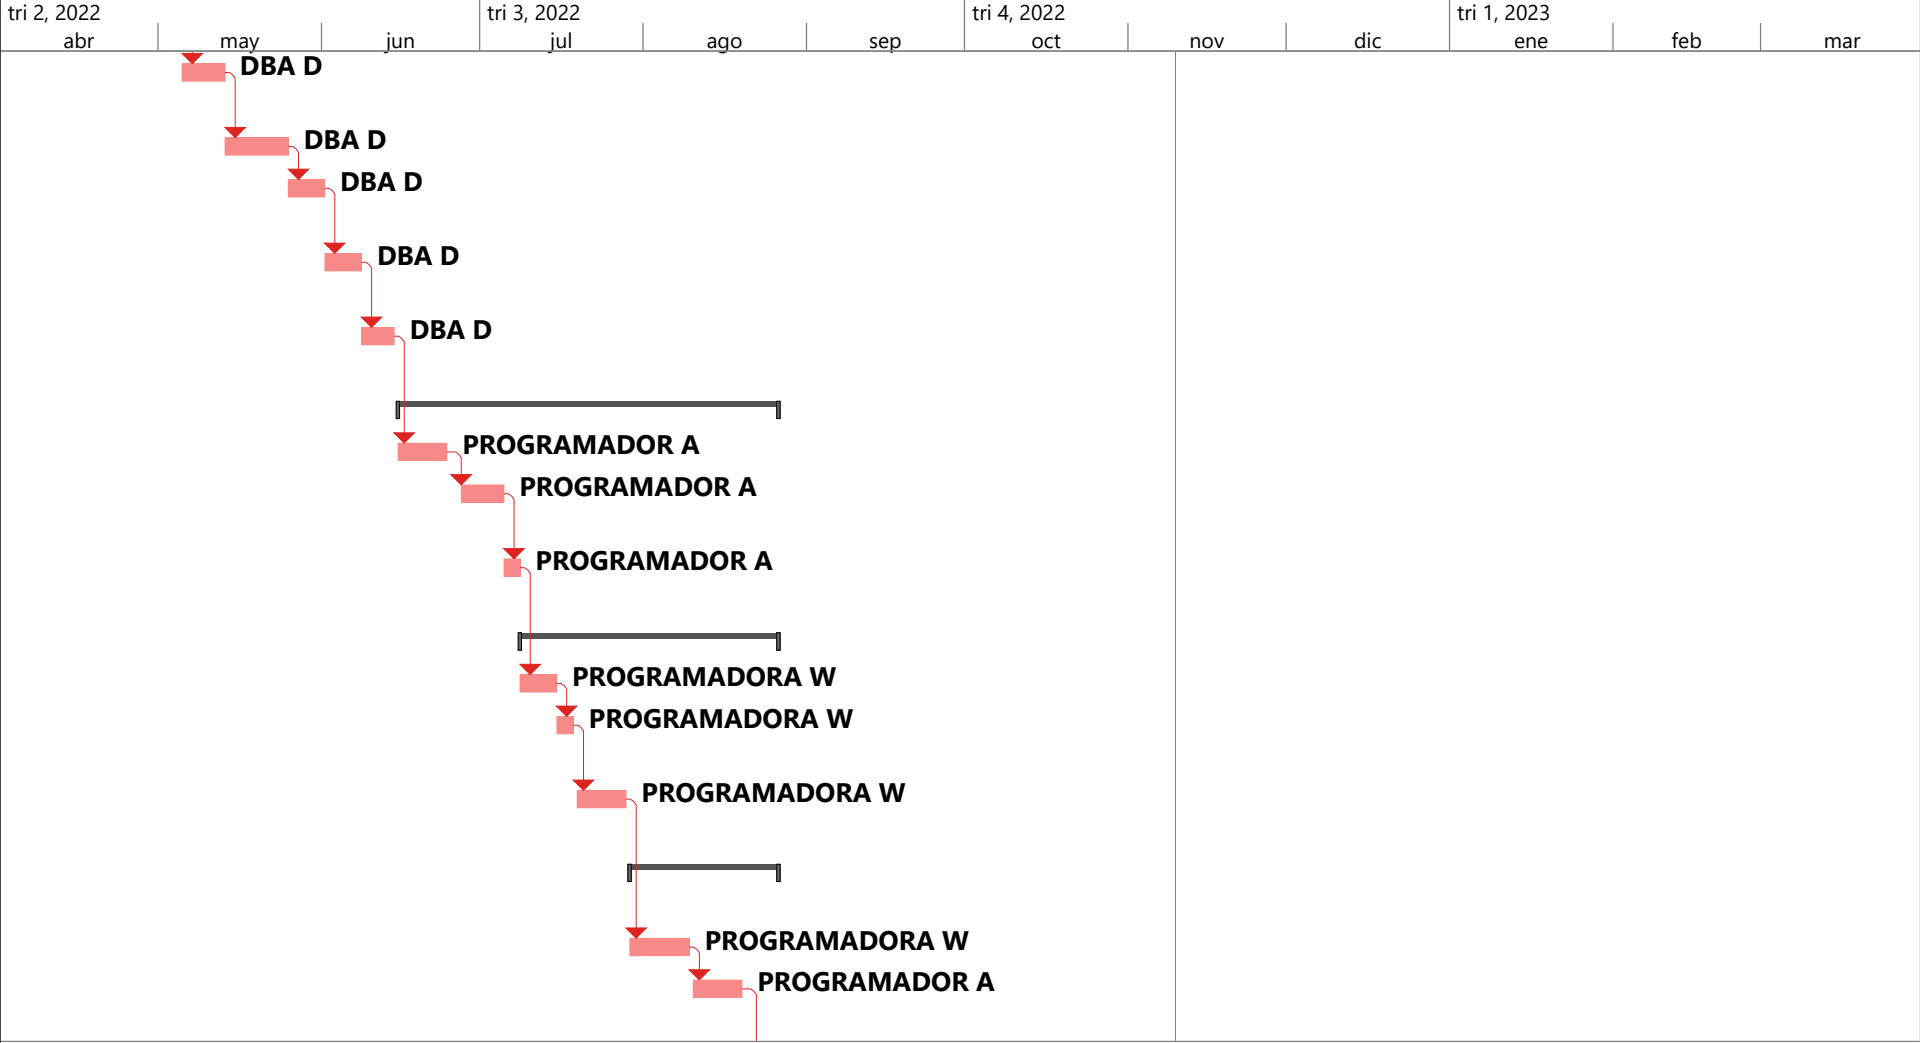 tri 2, 2022 tri 3, 2022 tri 4, 2022 tri 1, 2023
abr may jun jul ago sep oct nov dic ene feb mar
DBA D
DBA D
DBA D
DBA D
DBA D
PROGRAMADOR A
PROGRAMADOR A
PROGRAMADOR A
PROGRAMADORA W
PROGRAMADORA W
PROGRAMADORA W
PROGRAMADORA W
PROGRAMADOR A